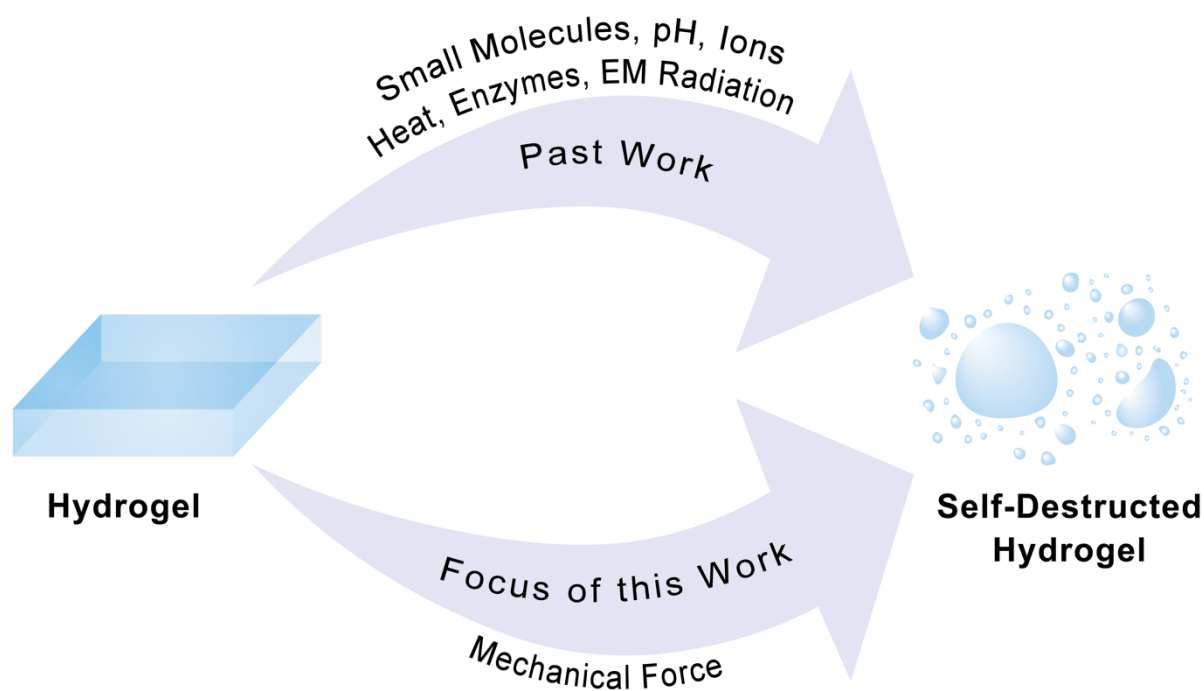 Small Molecules, pH, Ions
Heat, Enzymes, EM Radiation
Past Work
Hydrogel
Self-Destructed
Hydrogel
Focus of this Work
Mechanical Force